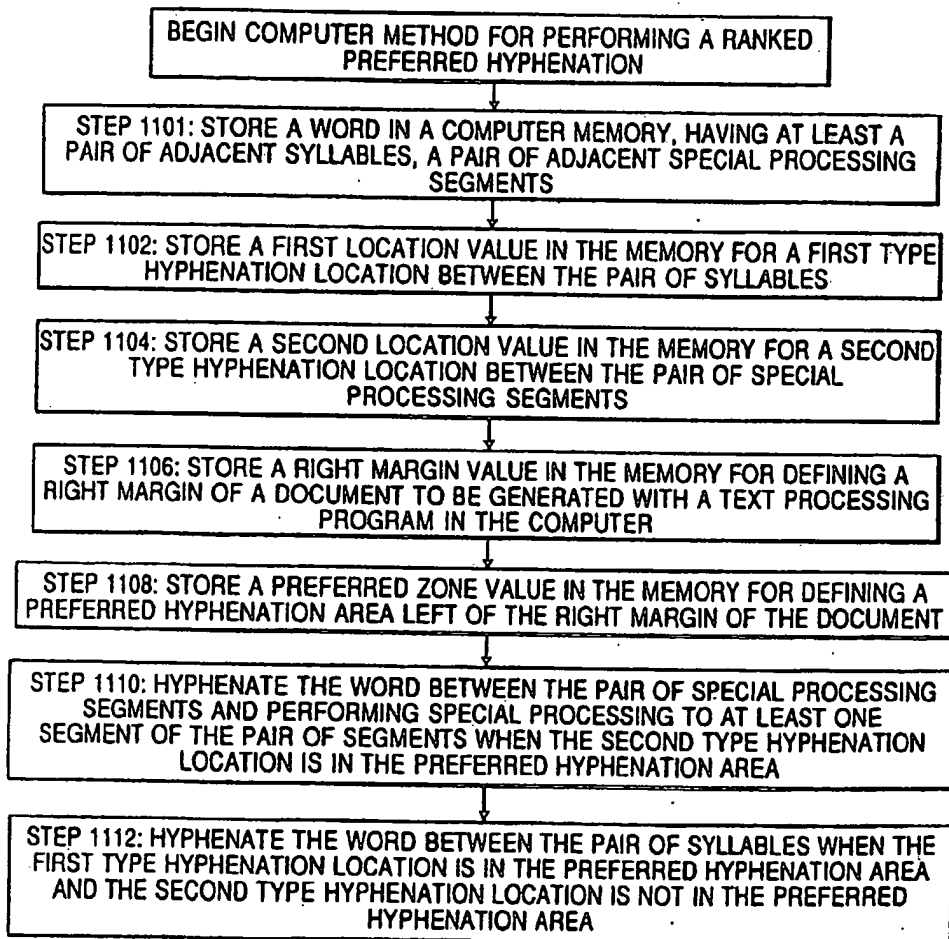 BEGIN COMPUTER METHOD FOR PERFORMING A RANKED
PREFERRED HYPHENATION
STEP 1101: STORE A WORD IN A COMPUTER MEMORY, HAVING AT LEAST A
PAIR OF ADJACENT SYLLABLES, A PAIR OF ADJACENT SPECIAL PROCESSING
SEGMENTS
STEP 1102: STORE A FIRST LOCATION VALUE IN THE MEMORY FOR A FIRST TYPE
HYPHENATION LOCATION BETWEEN THE PAIR OF SYLLABLES
STEP 1104: STORE A SECOND LOCATION VALUE IN THE MEMORY FOR A SECOND
TYPE HYPHENATION LOCATION BETWEEN THE PAIR OF SPECIAL
PROCESSING SEGMENTS
STEP 1106: STORE A RIGHT MARGIN VALUE IN THE MEMORY FOR DEFINING A
RIGHT MARGIN OF A DOCUMENT TO BE GENERATED WITH A TEXT PROCESSING
PROGRAM IN THE COMPUTER
STEP 1108: STORE A PREFERRED ZONE VALUE IN THE MEMORY FOR DEFINING A
PREFERRED HYPHENATION AREA LEFT OF THE RIGHT MARGIN OF THE DOCUMENT
STEP 1110: HYPHENATE THE WORD BETWEEN THE PAIR OF SPECIAL PROCESSING
SEGMENTS AND PERFORMING SPECIAL PROCESSING TO AT LEAST ONE
SEGMENT OF THE PAIR OF SEGMENTS WHEN THE SECOND TYPE HYPHENATION
LOCATION IS IN THE PREFERRED HYPHENATION AREA
STEP 1112: HYPHENATE THE WORD BETWEEN THE PAIR OF SYLLABLES WHEN THE
FIRST TYPE HYPHENATION LOCATION IS IN THE PREFERRED HYPHENATION AREA
AND THE SECOND TYPE HYPHENATION LOCATION IS NOT IN THE PREFERRED
HYPHENATION AREA